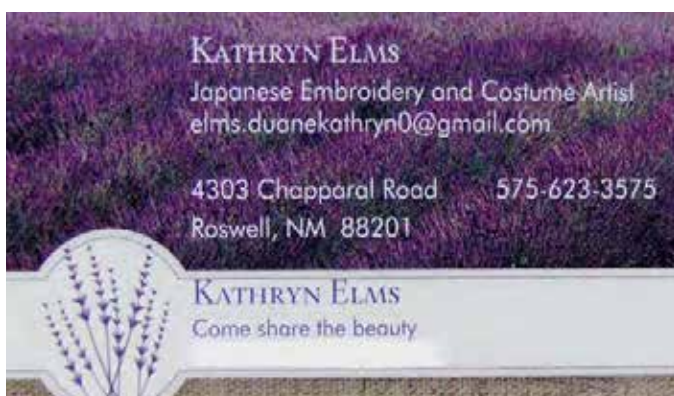 KATHRYN ELMS
Japanese Embroidery and Costume Artist
elms.duanekathryn0@gmail.com
4303 Chapparal Road 575-623-3575
Roswell, NM 88201
KATHRYN ELMS
Come share the beauty